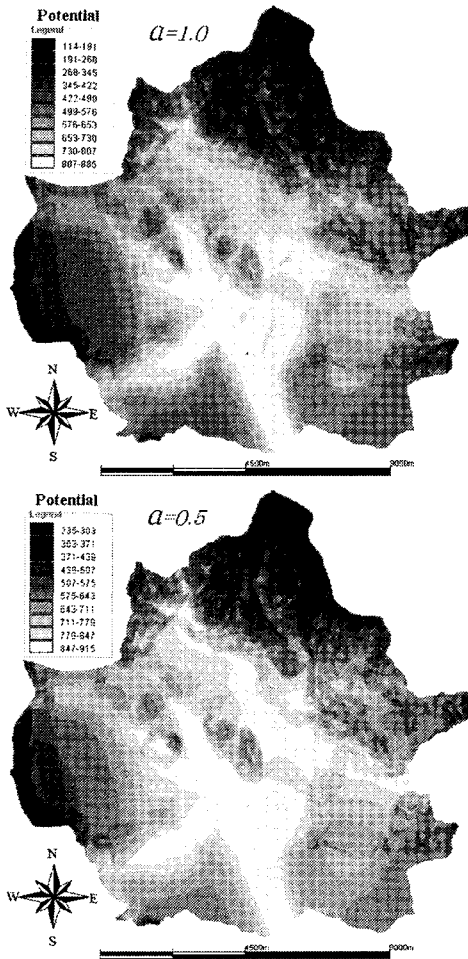 Potential
Legend
a=1.0
114-191
191-268
268-345
345-422
422-499
499-576
576-653
653-730
730-807
807-885
N
W E
S
4500m 9000m
Potential
Legend
a=0.5
235-303
303-371
371-439
439-507
507-575
575-643
643-711
711-779
779-847
847-915
N
W E
S
4500m 9000m